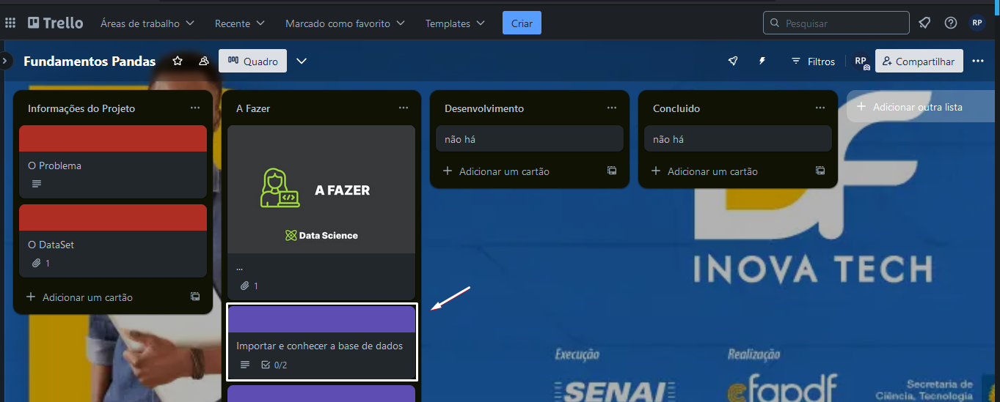 Trello
Áreas de trabalho
Recente
Marcado como favorito
Templates
Criar
Pesquisar
RP
Fundamentos Pandas
Quadro
Filtros
RP
Compartilhar
Informações do Projeto
O Problema
O DataSet
1
Adicionar um cartão
A Fazer
A FAZER
Data Science
...
1
Importar e conhecer a base de dados
0/2
Desenvolvimento
não há
Adicionar um cartão
Concluido
não há
Adicionar um cartão
Adicionar outra lista
INOVA TECH
Execução
SENAI
Realização
fapdf
Secretaria de
Ciência, Tecnologia